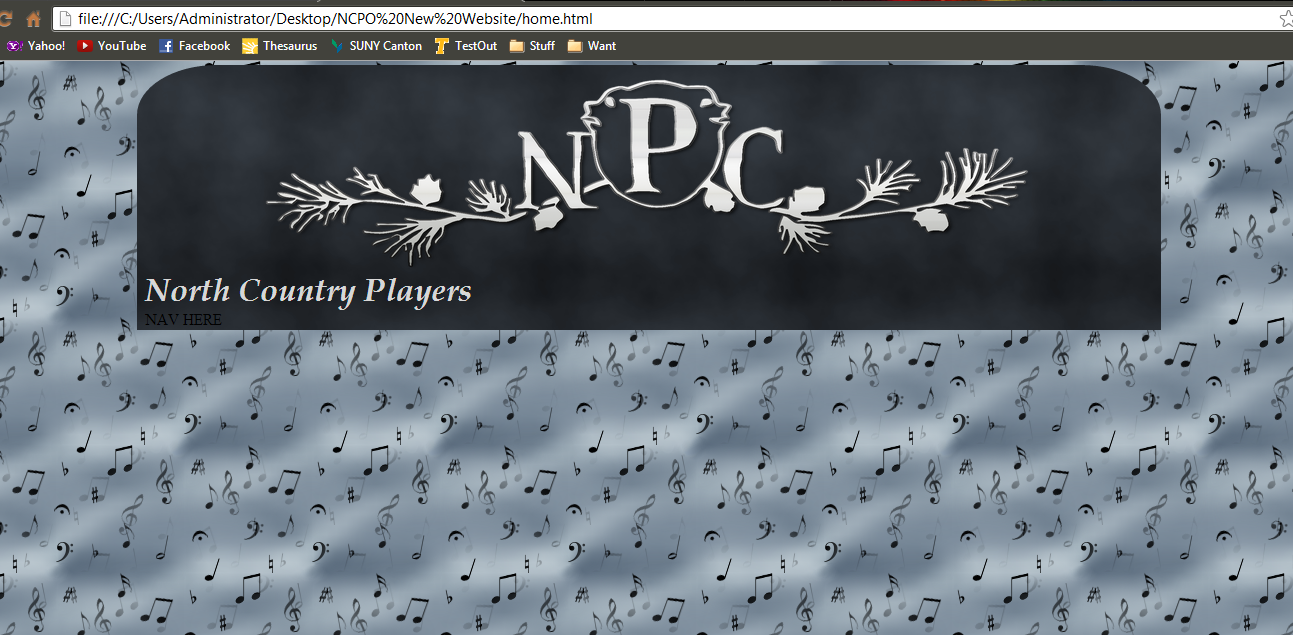 file:///C:/Users/Administrator/Desktop/NCPO%20New%20Website/home.html
Yahoo! YouTube Facebook Thesaurus SUNY Canton TestOut Stuff Want
NPC
North Country Players
NAV HERE